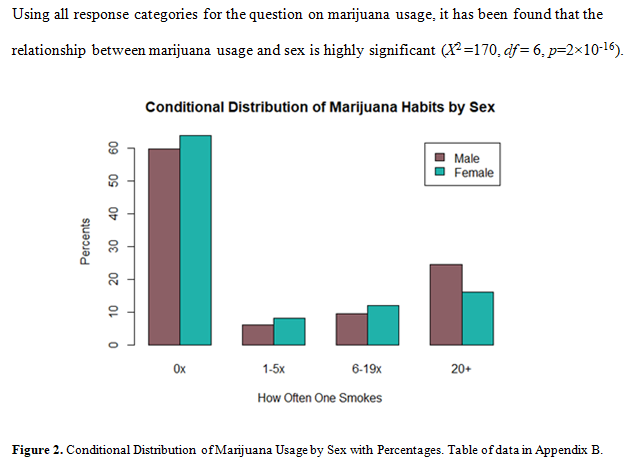 Using all response categories for the question on marijuana usage, it has been found that the
relationship between marijuana usage and sex is highly significant (X²=170, df= 6, p=2×10⁻¹⁶).
Conditional Distribution of Marijuana Habits by Sex
Male
Female
Percents
60
50
40
30
20
10
0
0x 1-5x 6-19x 20+
How Often One Smokes
Figure 2. Conditional Distribution of Marijuana Usage by Sex with Percentages. Table of data in Appendix B.